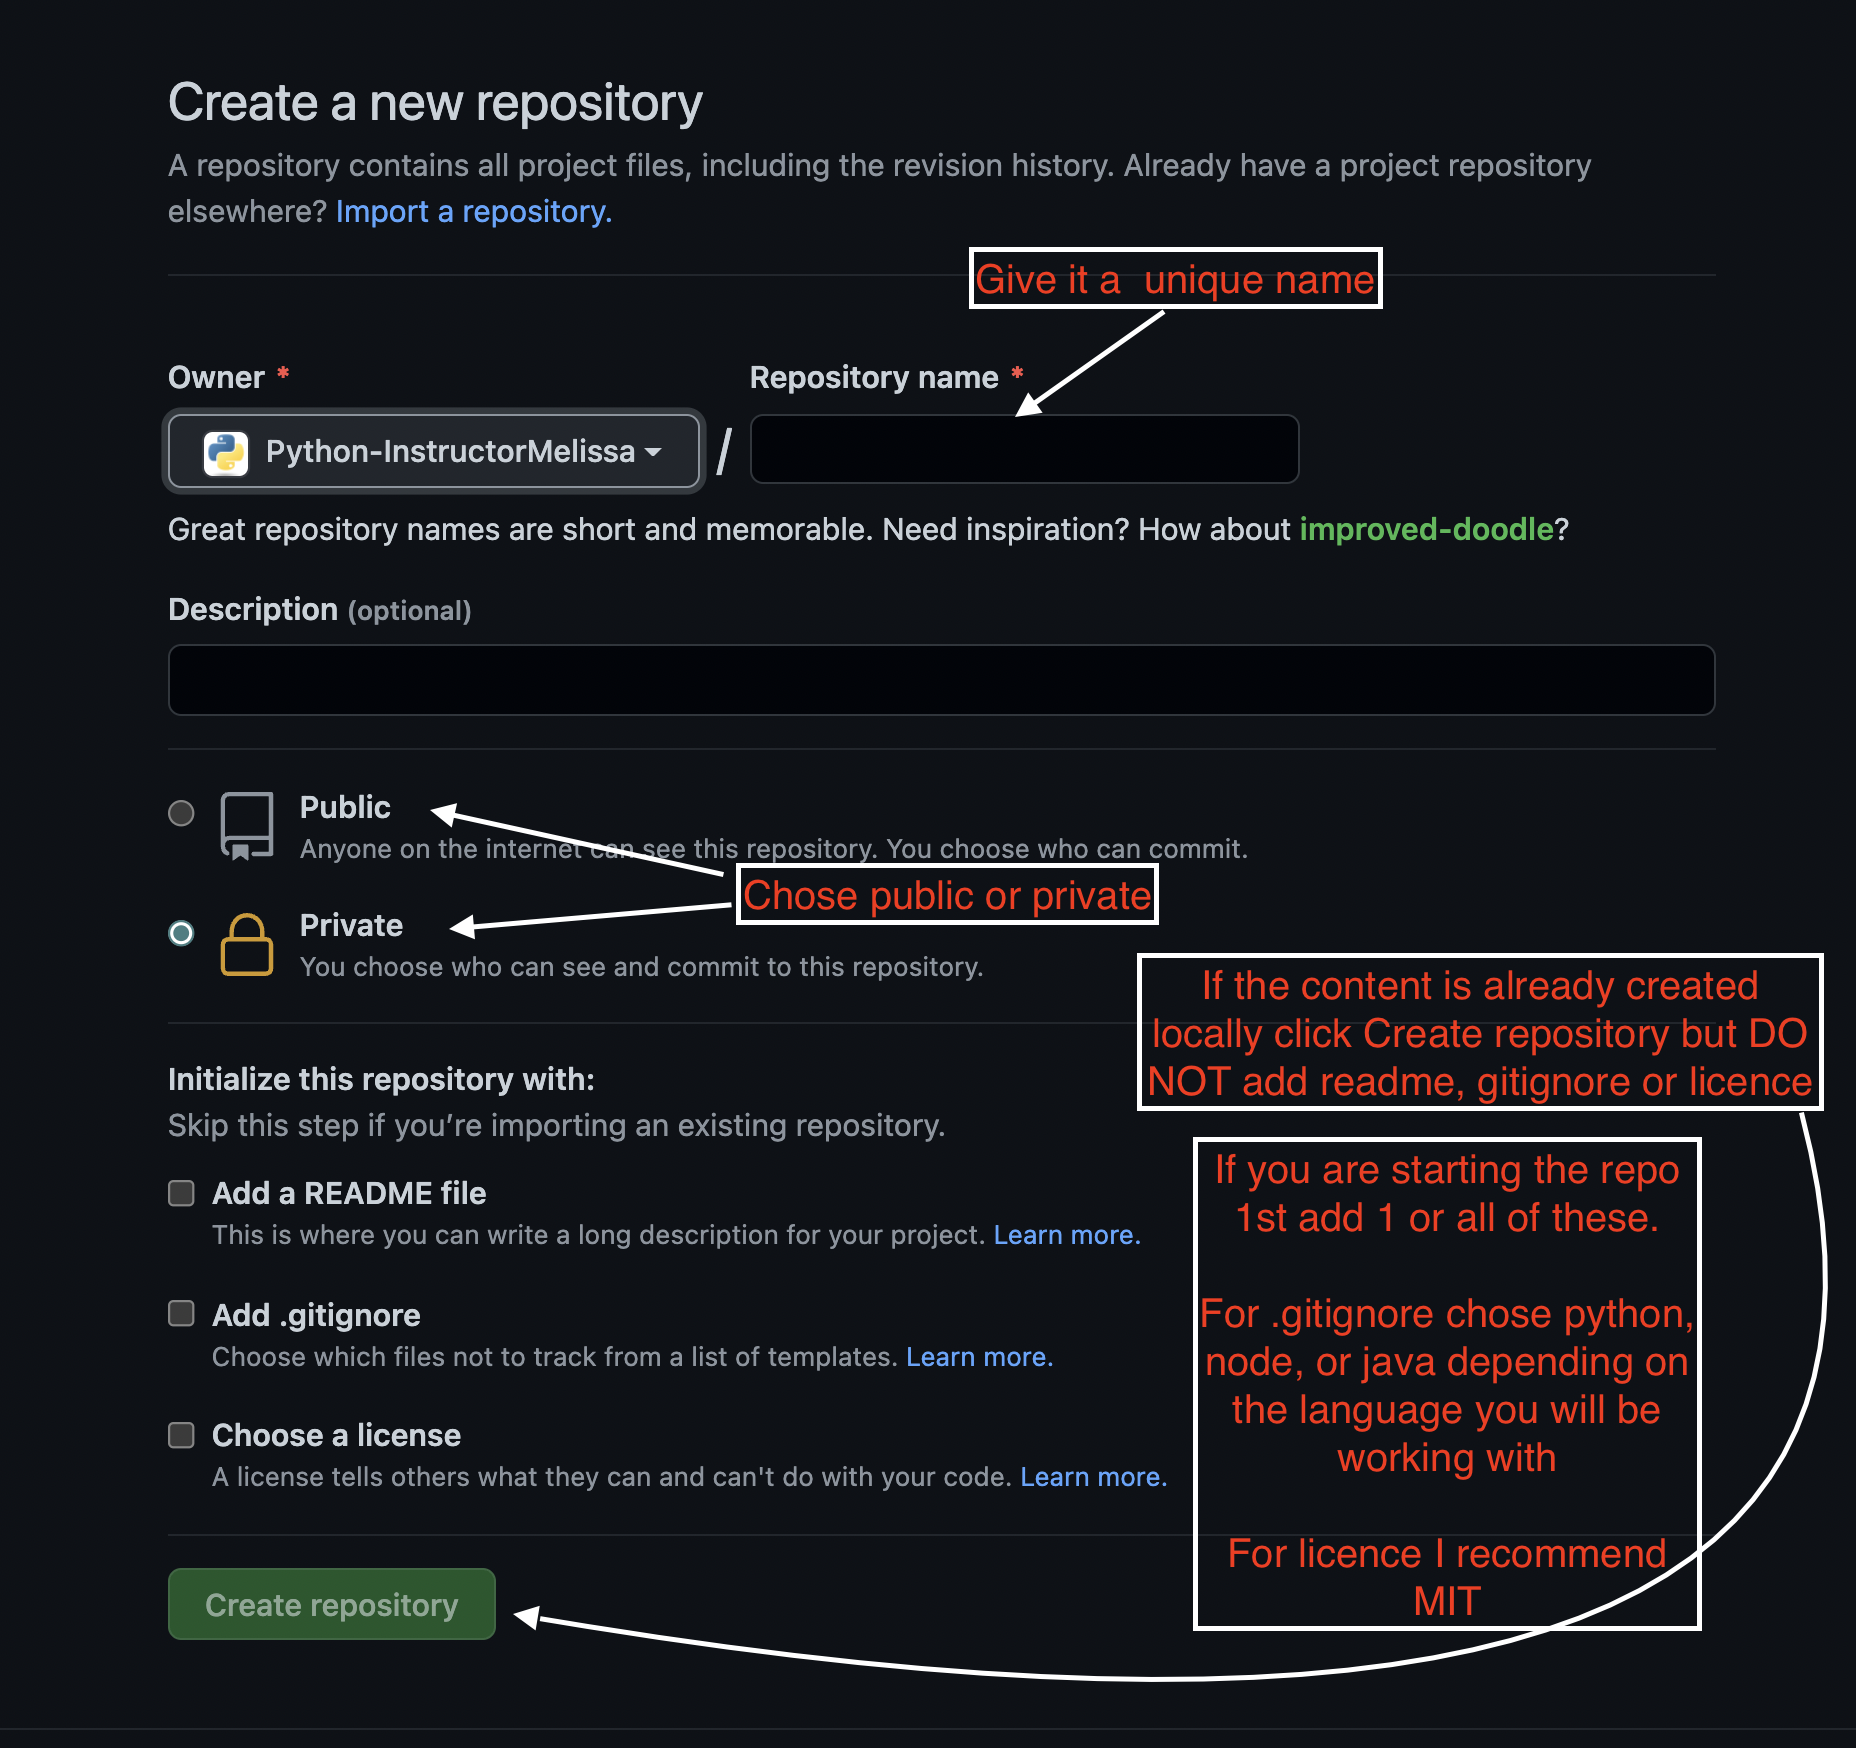 Create a new repository
A repository contains all project files, including the revision history. Already have a project repository
elsewhere? Import a repository.
Give it a  unique name
Owner *
Repository name *
Python-InstructorMelissa
/
Great repository names are short and memorable. Need inspiration? How about improved-doodle?
Description (optional)
Public
Anyone on the internet can see this repository. You choose who can commit.
Chose public or private
Private
You choose who can see and commit to this repository.
If the content is already created
locally click Create repository but DO
NOT add readme, gitignore or licence
Initialize this repository with:
Skip this step if you’re importing an existing repository.
Add a README file
This is where you can write a long description for your project. Learn more.
Add .gitignore
Choose which files not to track from a list of templates. Learn more.
Choose a license
A license tells others what they can and can't do with your code. Learn more.
If you are starting the repo
1st add 1 or all of these.
For .gitignore chose python,
node, or java depending on
the language you will be
working with
For licence I recommend
MIT
Create repository